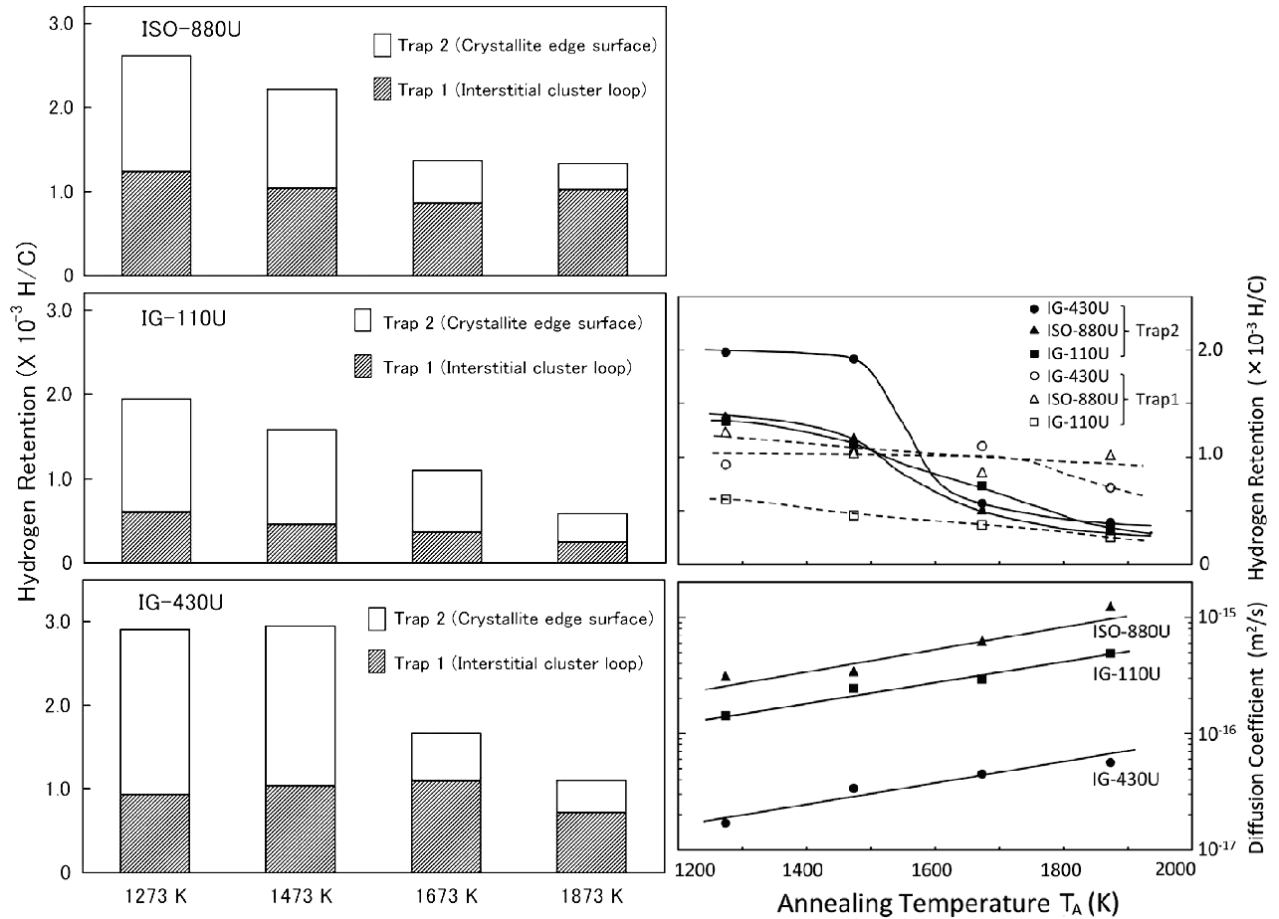 Hydrogen Retention (X 10⁻³ H/C)
3.0
2.0
1.0
0
ISO-880U
Trap 2 (Crystallite edge surface)
Trap 1 (Interstitial cluster loop)
3.0
2.0
1.0
0
IG-110U
Trap 2 (Crystallite edge surface)
Trap 1 (Interstitial cluster loop)
3.0
2.0
1.0
0
IG-430U
Trap 2 (Crystallite edge surface)
Trap 1 (Interstitial cluster loop)
1273 K 1473 K 1673 K 1873 K
IG-430U
ISO-880U Trap2
IG-110U
IG-430U
ISO-880U Trap1
IG-110U
2.0
1.0
0
Hydrogen Retention (×10⁻³ H/C)
ISO-880U
IG-110U
IG-430U
10⁻¹⁵
10⁻¹⁶
10⁻¹⁷
Diffusion Coefficient (m²/s)
1200 1400 1600 1800 2000
Annealing Temperature T_A (K)